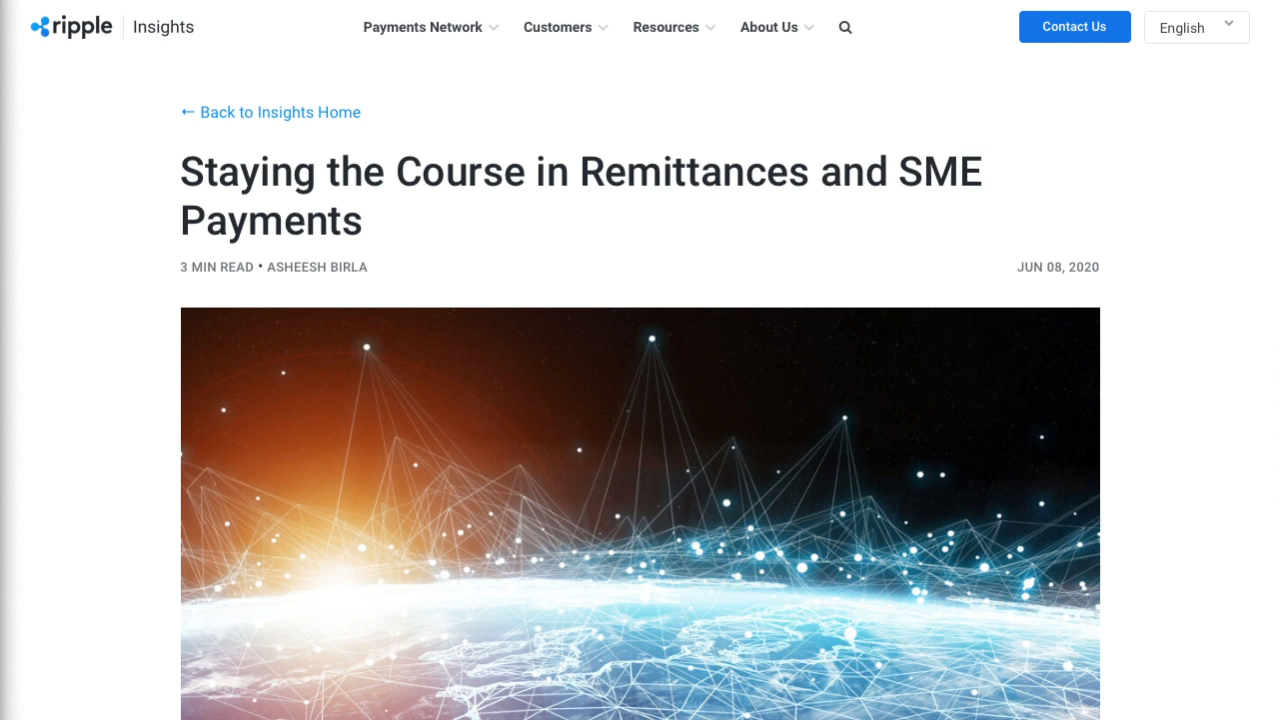 ripple Insights Payments Network Customers Resources About Us Contact Us English
← Back to Insights Home
Staying the Course in Remittances and SME
Payments
3 MIN READ • ASHEESH BIRLA JUN 08, 2020